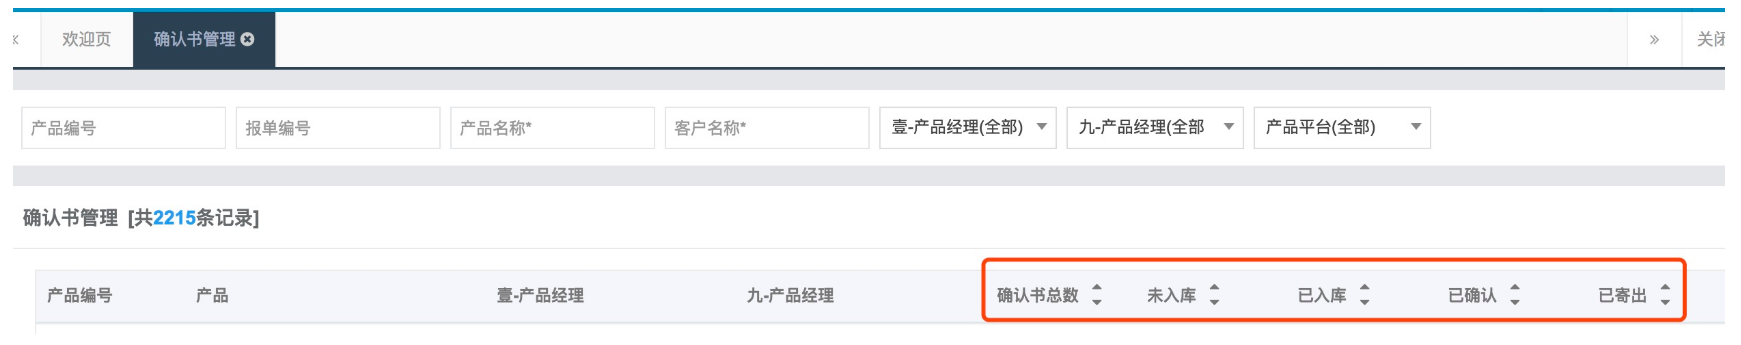 欢迎页 确认书管理 关闭
产品编号 报单编号 产品名称* 客户名称* 壹-产品经理(全部) 九-产品经理(全部 产品平台(全部)
确认书管理 [共2215条记录]
产品编号 产品 壹-产品经理 九-产品经理 确认书总数 未入库 已入库 已确认 已寄出